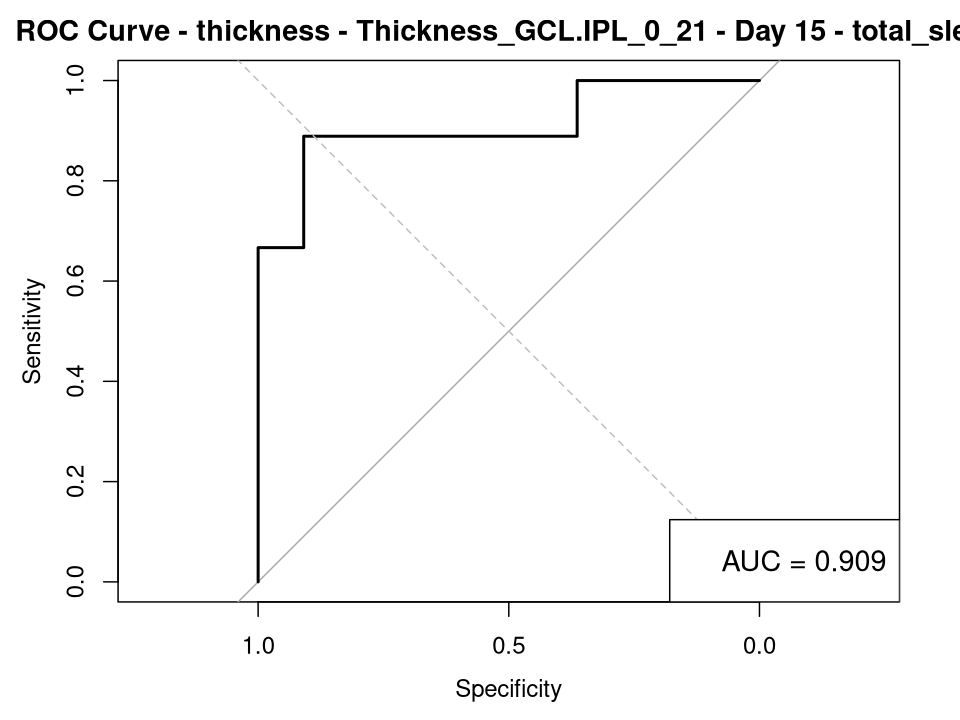 ROC Curve - thickness - Thickness_GCL.IPL_0_21 - Day 15 - total_sle
1.0
0.8
0.6
0.4
0.2
0.0
Sensitivity
AUC = 0.909
1.0 0.5 0.0
Specificity